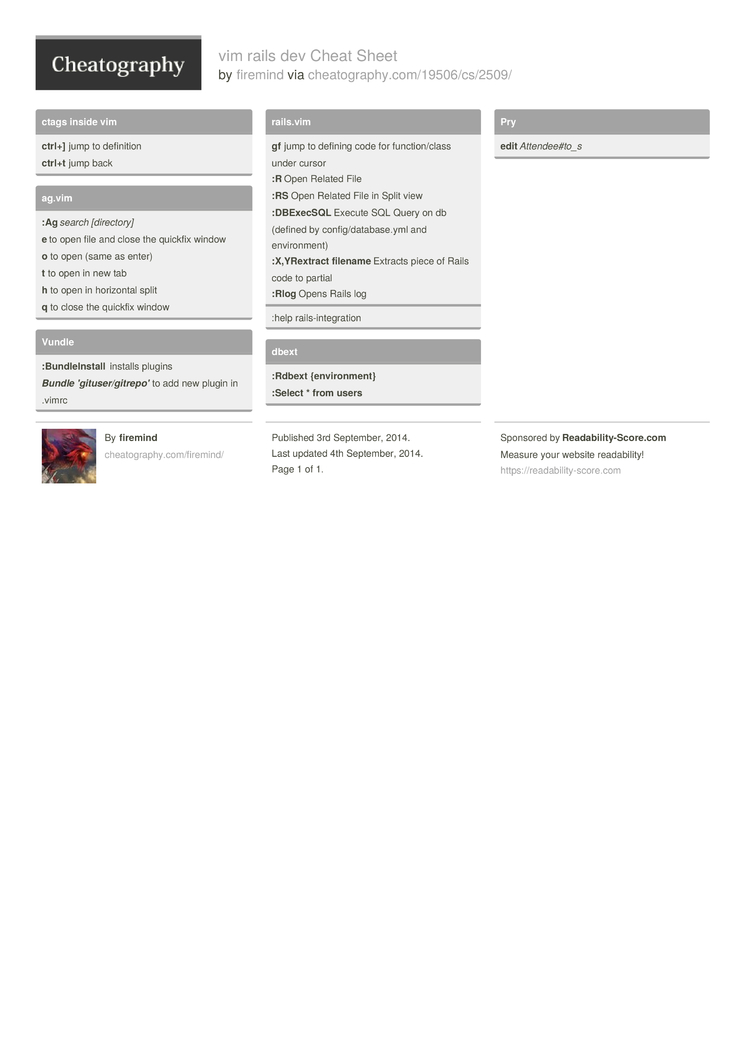 Cheatography
vim rails dev Cheat Sheet
by firemind via cheatography.com/19506/cs/2509/
ctags inside vim
ctrl+] jump to definition
ctrl+t jump back
ag.vim
:Ag search [directory]
e to open file and close the quickfix window
o to open (same as enter)
t to open in new tab
h to open in horizontal split
q to close the quickfix window
Vundle
:BundleInstall installs plugins
Bundle 'gituser/gitrepo' to add new plugin in
.vimrc
rails.vim
gf jump to defining code for function/class
under cursor
:R Open Related File
:RS Open Related File in Split view
:DBExecSQL Execute SQL Query on db
(defined by config/database.yml and
environment)
:X,YRextract filename Extracts piece of Rails
code to partial
:Rlog Opens Rails log
:help rails-integration
dbext
:Rdbext {environment}
:Select * from users
Pry
edit Attendee#to_s
By firemind
cheatography.com/firemind/
Published 3rd September, 2014.
Last updated 4th September, 2014.
Page 1 of 1.
Sponsored by Readability-Score.com
Measure your website readability!
https://readability-score.com